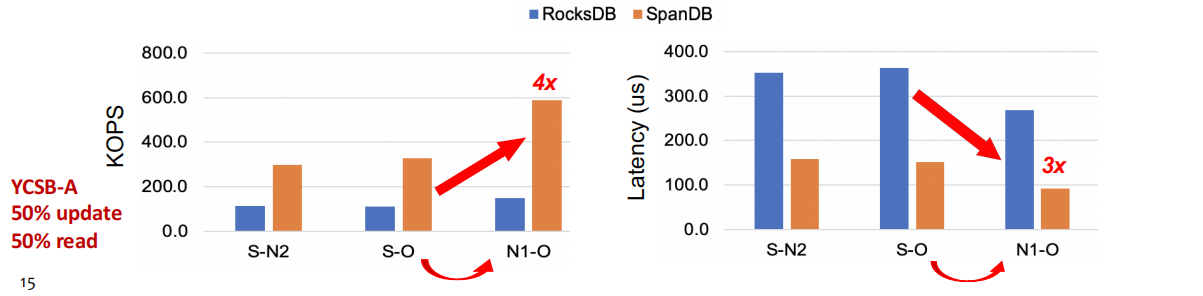 RocksDB SpanDB
KOPS
800.0
600.0
400.0
200.0
0.0
4x
S-N2 S-O N1-O
Latency (us)
400.0
300.0
200.0
100.0
0.0
3x
S-N2 S-O N1-O
YCSB-A
50% update
50% read
15